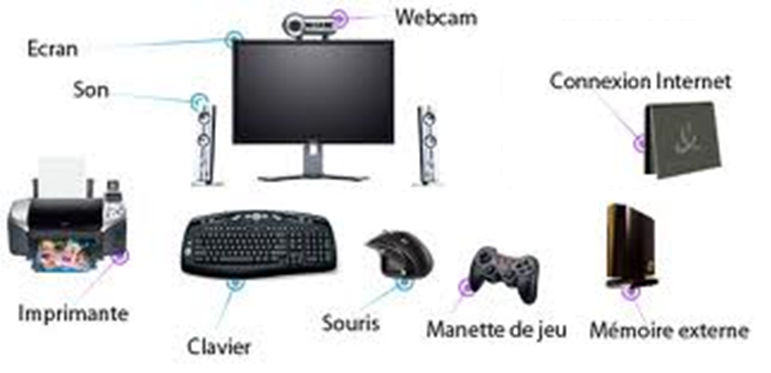 Webcam
Ecran
Son
Connexion Internet
Imprimante
Clavier
Souris
Manette de jeu
Mémoire externe